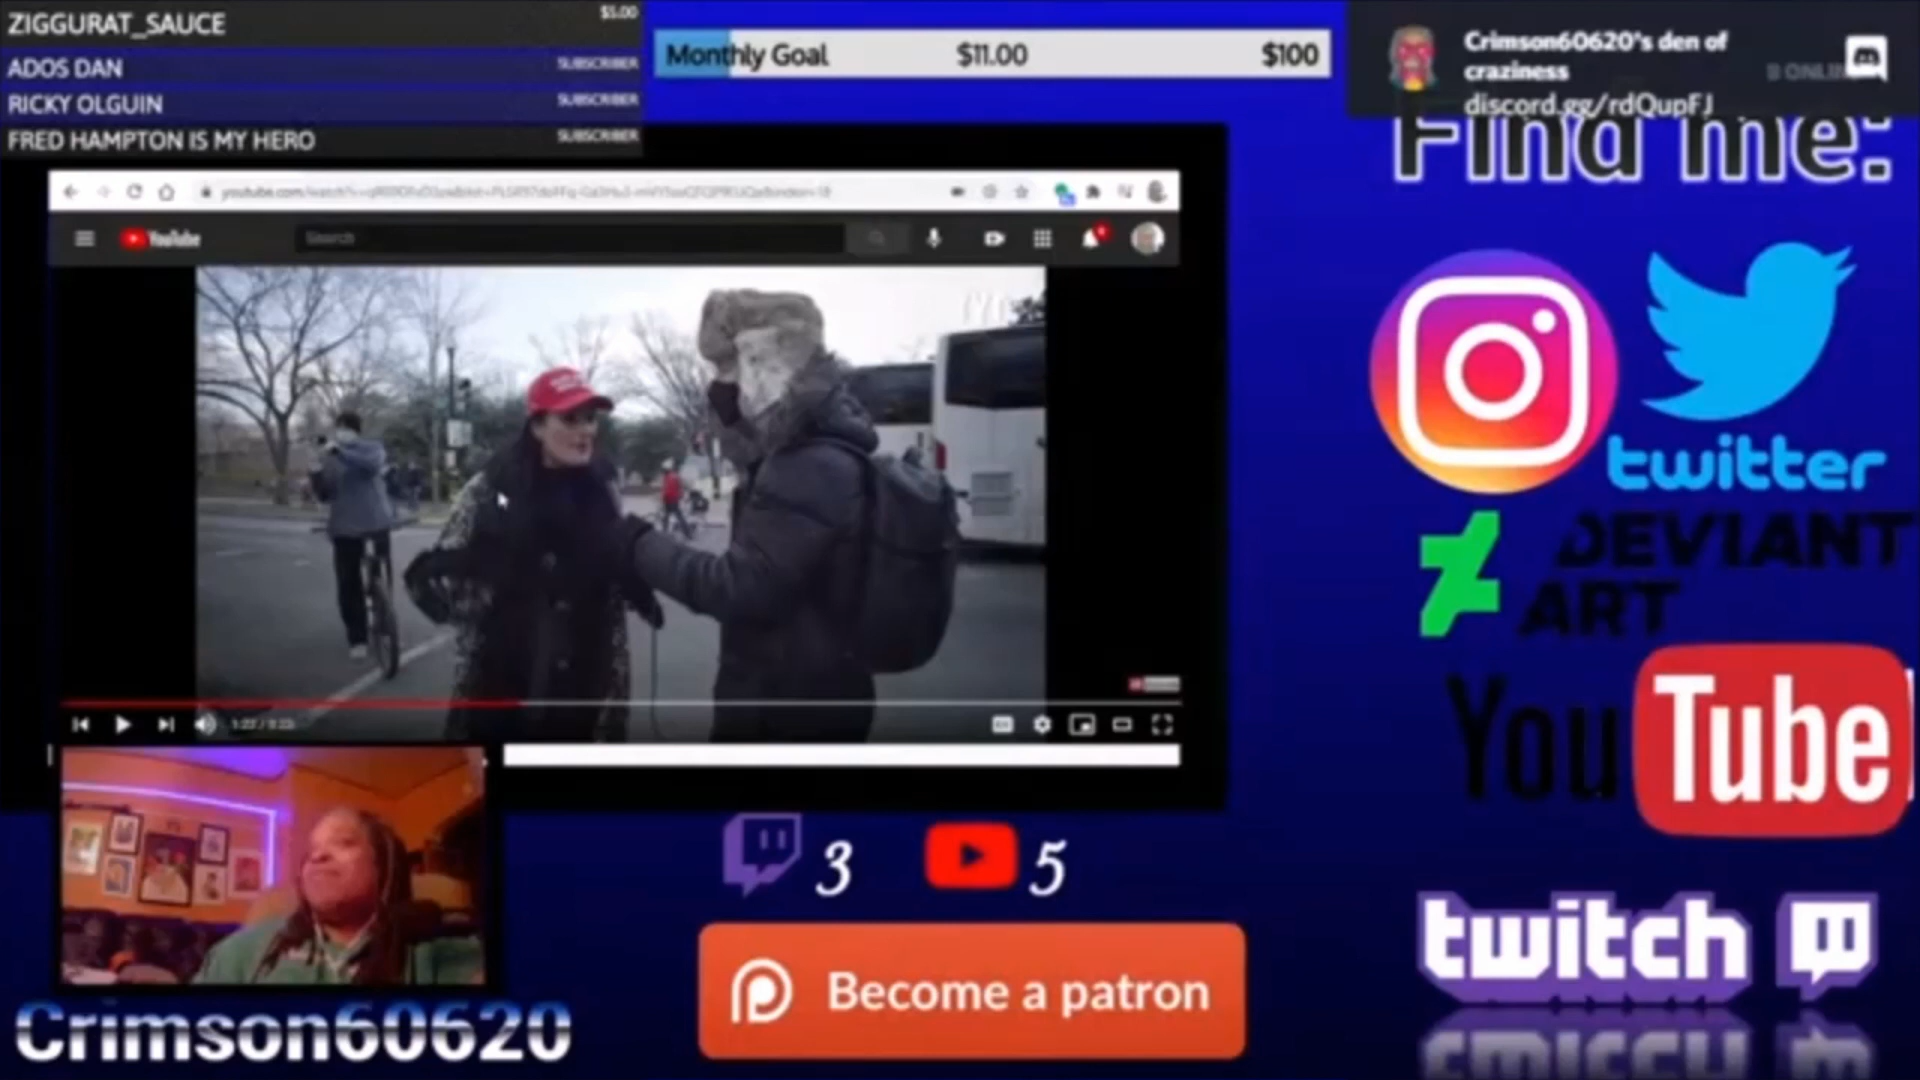 ZIGGURAT_SAUCE $5.00
ADOS DAN SUBSCRIBER
RICKY OLGUIN SUBSCRIBER
FRED HAMPTON IS MY HERO SUBSCRIBER
Monthly Goal $11.00 $100
Crimson60620's den of
craziness
discord.gg/rdQupFJ
Find me:
YouTube
Search
twitter
DEVIANT
ART
YouTube
3 5
twitch
Become a patron
Crimson60620